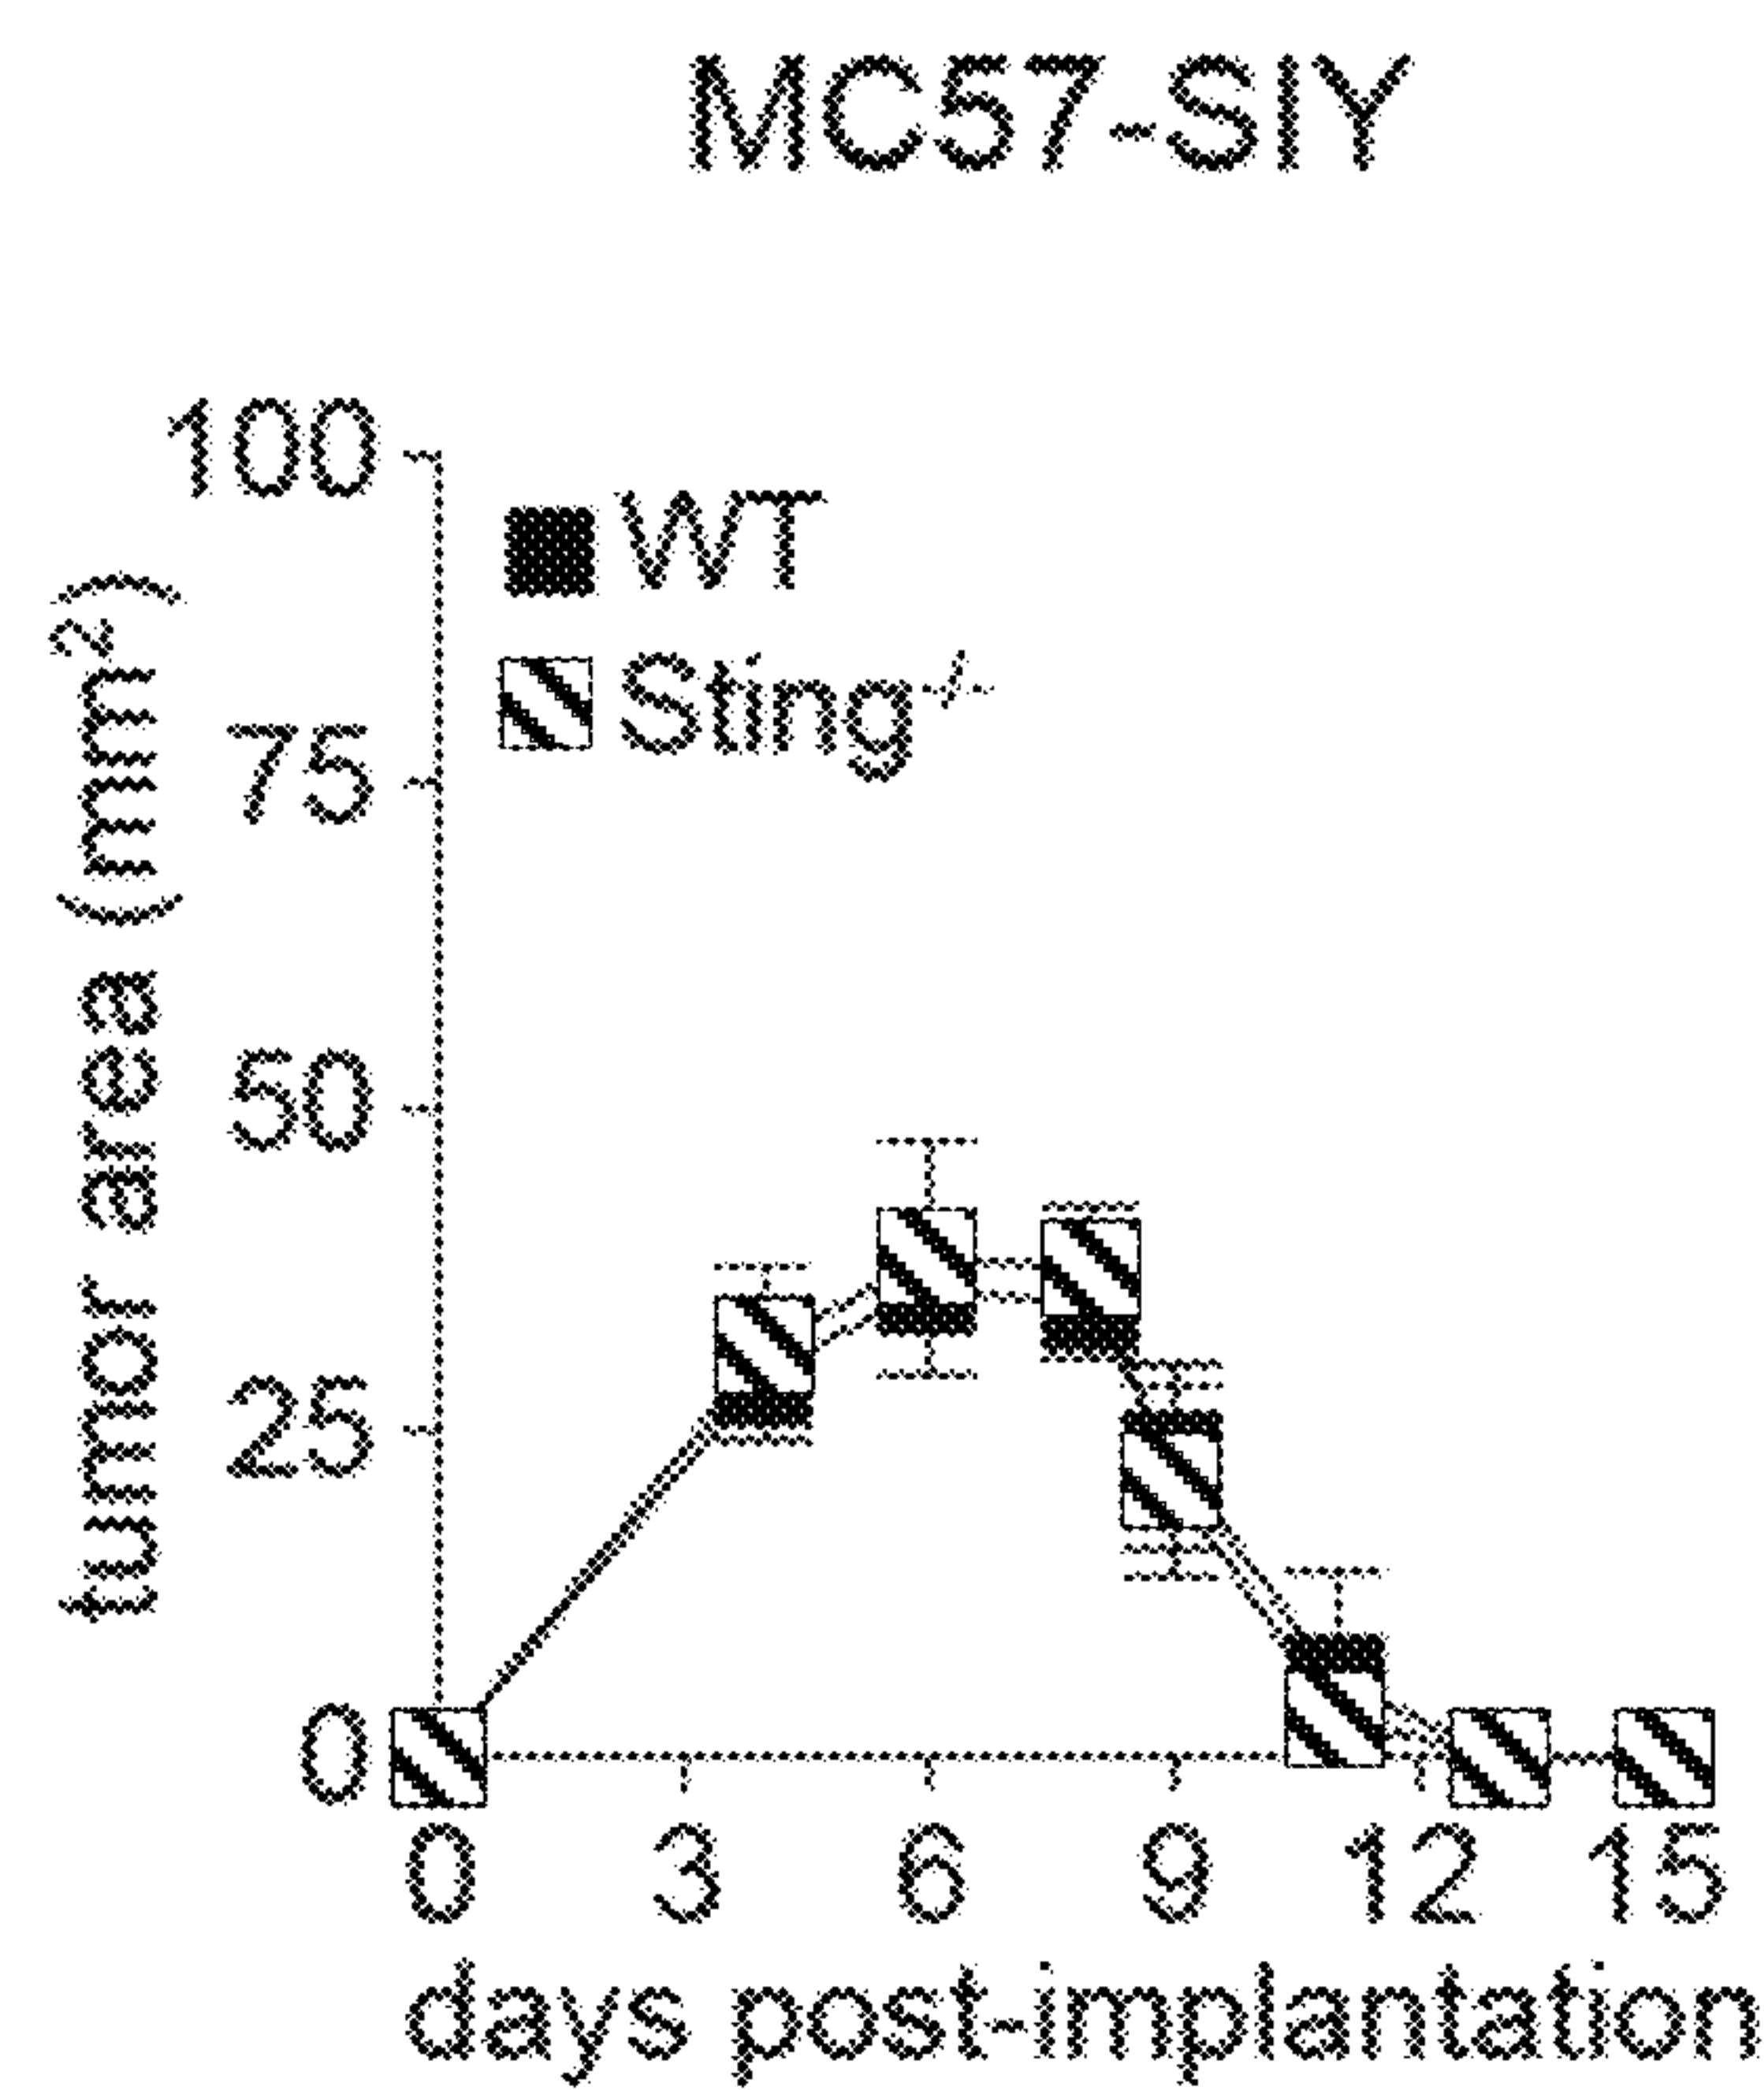 MC57-SIY
tumor area (mm²)
100
75
50
25
0
WT
Sting⁻/⁻
0 3 6 9 12 15
days post-implantation